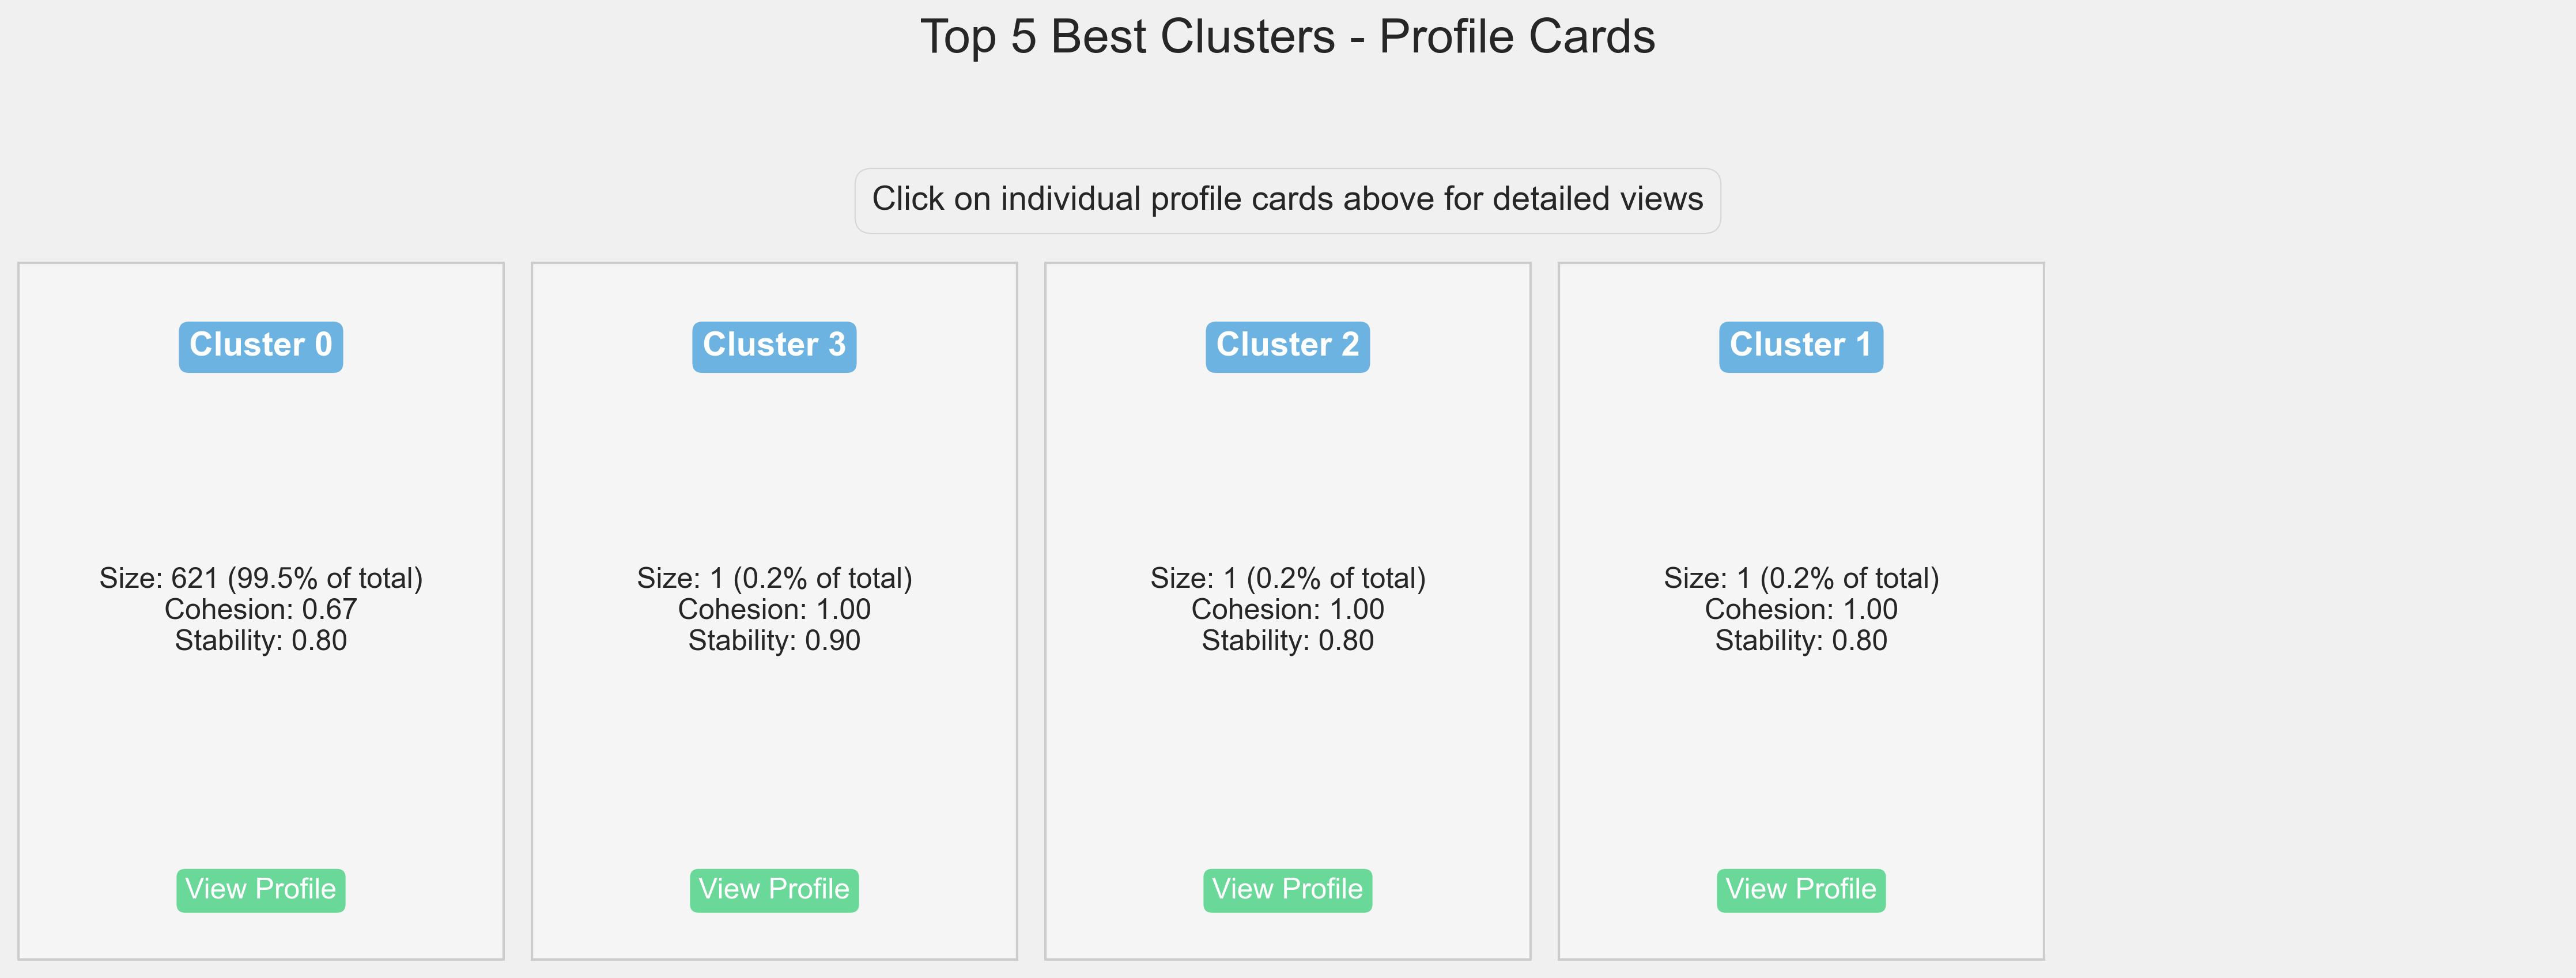 Top 5 Best Clusters - Profile Cards
Click on individual profile cards above for detailed views
Cluster 0
Size: 621 (99.5% of total)
Cohesion: 0.67
Stability: 0.80
View Profile
Cluster 3
Size: 1 (0.2% of total)
Cohesion: 1.00
Stability: 0.90
View Profile
Cluster 2
Size: 1 (0.2% of total)
Cohesion: 1.00
Stability: 0.80
View Profile
Cluster 1
Size: 1 (0.2% of total)
Cohesion: 1.00
Stability: 0.80
View Profile